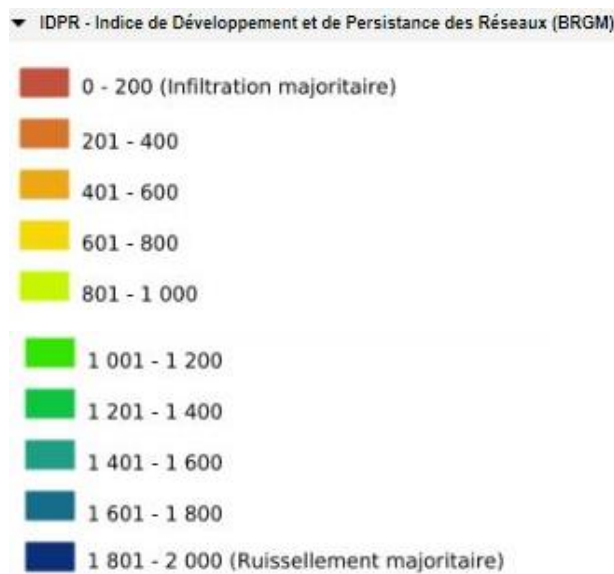 IDPR - Indice de Développement et de Persistance des Réseaux (BRGM)
0 - 200 (Infiltration majoritaire)
201 - 400
401 - 600
601 - 800
801 - 1 000
1 001 - 1 200
1 201 - 1 400
1 401 - 1 600
1 601 - 1 800
1 801 - 2 000 (Ruissellement majoritaire)